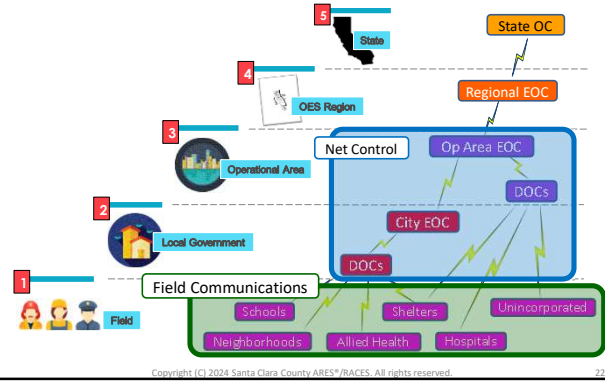 5
State
State OC
4
OES Region
Regional EOC
3
Operational Area
Net Control
Op Area EOC
DOCs
2
Local Government
City EOC
DOCs
1
Field
Field Communications
Schools
Shelters
Unincorporated
Neighborhoods
Allied Health
Hospitals
Copyright (C) 2024 Santa Clara County ARES®/RACES. All rights reserved.
22